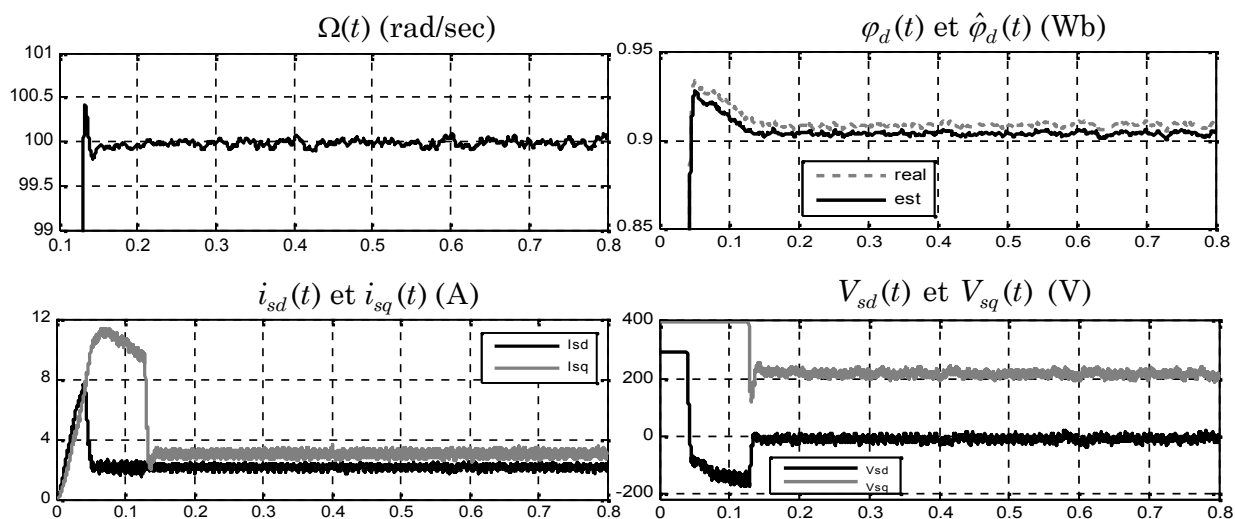 Ω(t) (rad/sec)
101
100.5
100
99.5
99
0.1 0.2 0.3 0.4 0.5 0.6 0.7 0.8
φ_d(t) et φ̂_d(t) (Wb)
0.95
0.9
0.85
0 0.1 0.2 0.3 0.4 0.5 0.6 0.7 0.8
real
est
i_sd(t) et i_sq(t) (A)
12
8
4
0
0 0.1 0.2 0.3 0.4 0.5 0.6 0.7 0.8
Isd
Isq
V_sd(t) et V_sq(t) (V)
400
200
0
-200
0 0.1 0.2 0.3 0.4 0.5 0.6 0.7 0.8
Vsd
Vsq